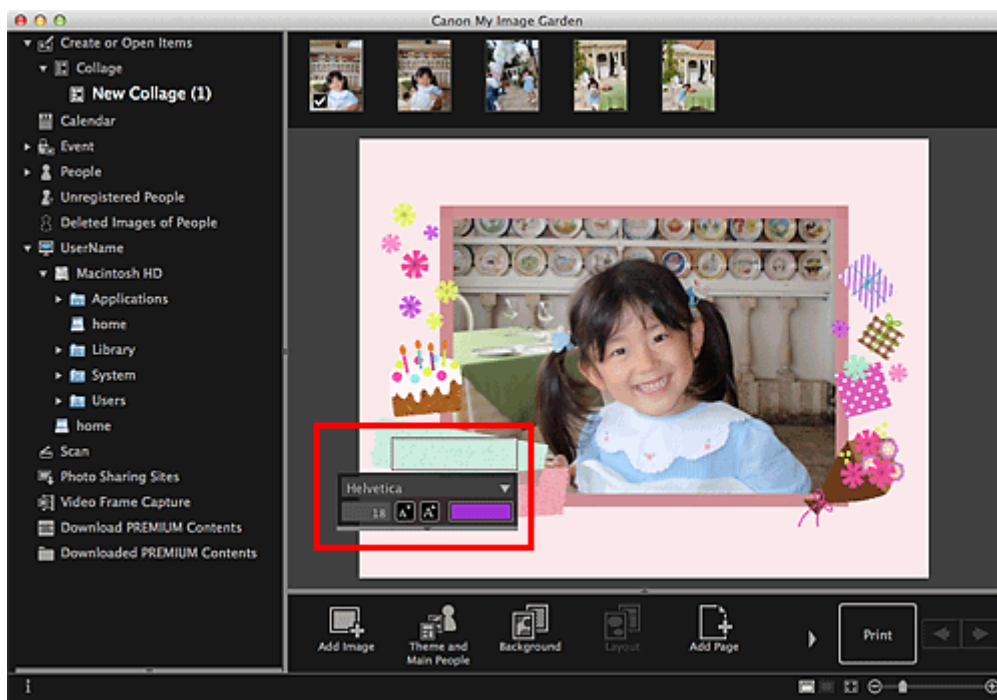 Canon My Image Garden
Create or Open Items
Collage
New Collage (1)
Calendar
Event
People
Unregistered People
Deleted Images of People
UserName
Macintosh HD
Applications
home
Library
System
Users
home
Scan
Photo Sharing Sites
Video Frame Capture
Download PREMIUM Contents
Downloaded PREMIUM Contents
Helvetica
18 A A
Add Image
Theme and
Main People
Background
Layout
Add Page
Print